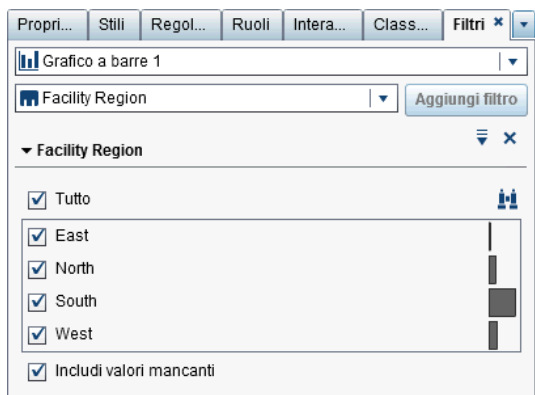 Propri... Stili Regol... Ruoli Intera... Class... Filtri
Grafico a barre 1
Facility Region Aggiungi filtro
Facility Region
Tutto
East
North
South
West
Includi valori mancanti